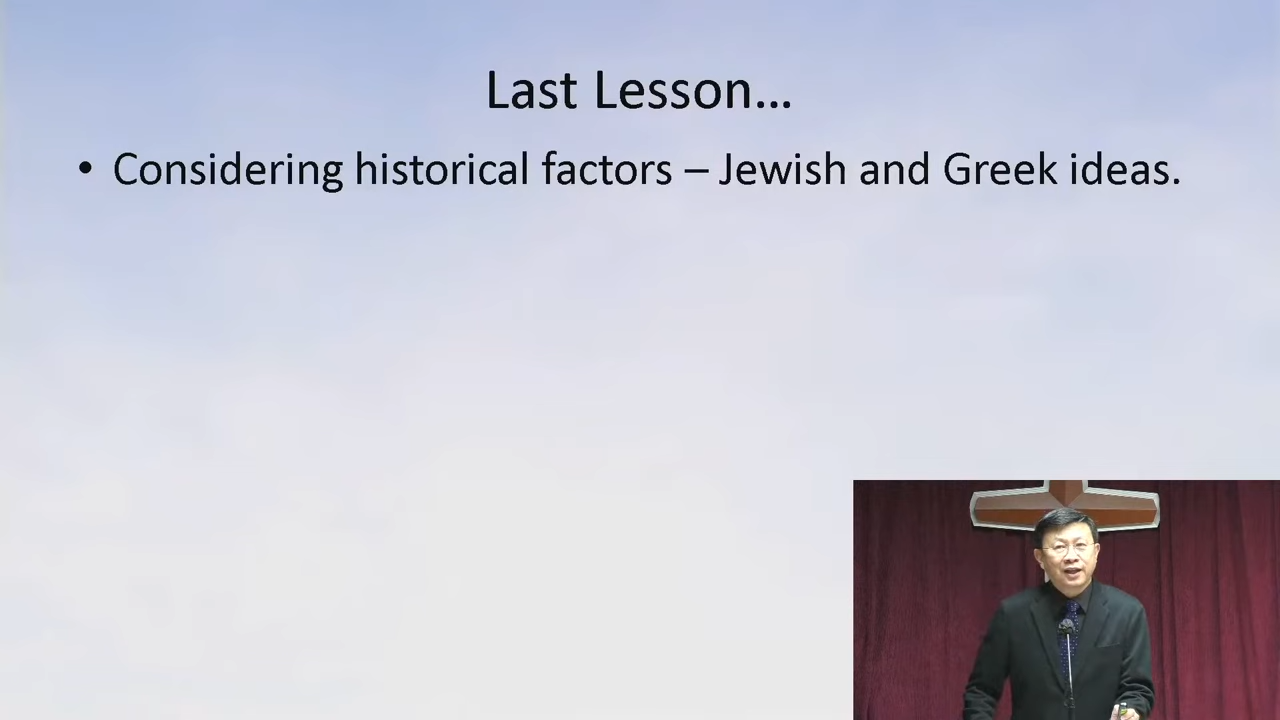 Last Lesson…
• Considering historical factors – Jewish and Greek ideas.